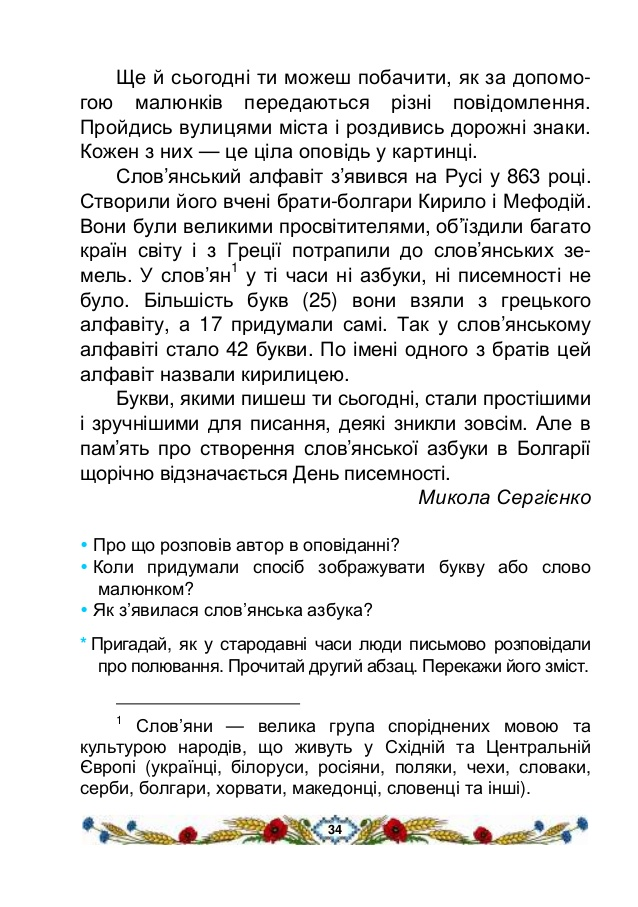 Ще й сьогодні ти можеш побачити, як за допомо-
гою малюнків передаються різні повідомлення.
Пройдись вулицями міста і роздивись дорожні знаки.
Кожен з них — це ціла оповідь у картинці.
Слов’янський алфавіт з’явився на Русі у 863 році.
Створили його вчені брати-болгари Кирило і Мефодій.
Вони були великими просвітителями, об’їздили багато
країн світу і з Греції потрапили до слов’янських зе-
мель. У слов’ян¹ у ті часи ні азбуки, ні писемності не
було. Більшість букв (25) вони взяли з грецького
алфавіту, а 17 придумали самі. Так у слов’янському
алфавіті стало 42 букви. По імені одного з братів цей
алфавіт назвали кирилицею.
Букви, якими пишеш ти сьогодні, стали простішими
і зручнішими для писання, деякі зникли зовсім. Але в
пам’ять про створення слов’янської азбуки в Болгарії
щорічно відзначається День писемності.
Микола Сергієнко
• Про що розповів автор в оповіданні?
• Коли придумали спосіб зображувати букву або слово
малюнком?
• Як з’явилася слов’янська азбука?
* Пригадай, як у стародавні часи люди письмово розповідали
про полювання. Прочитай другий абзац. Перекажи його зміст.
¹ Слов’яни — велика група споріднених мовою та
культурою народів, що живуть у Східній та Центральній
Європі (українці, білоруси, росіяни, поляки, чехи, словаки,
серби, болгари, хорвати, македонці, словенці та інші).
34